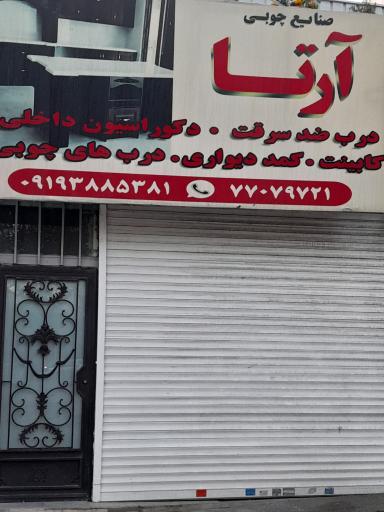 صنایع چوبی
آرتا
درب ضد سرقت • دکوراسیون داخلی
کابینت • کمد دیواری • درب های چوبی
۷۷۰۷۹۷۲۱ ۰۹۱۹۳۸۸۵۳۸۱